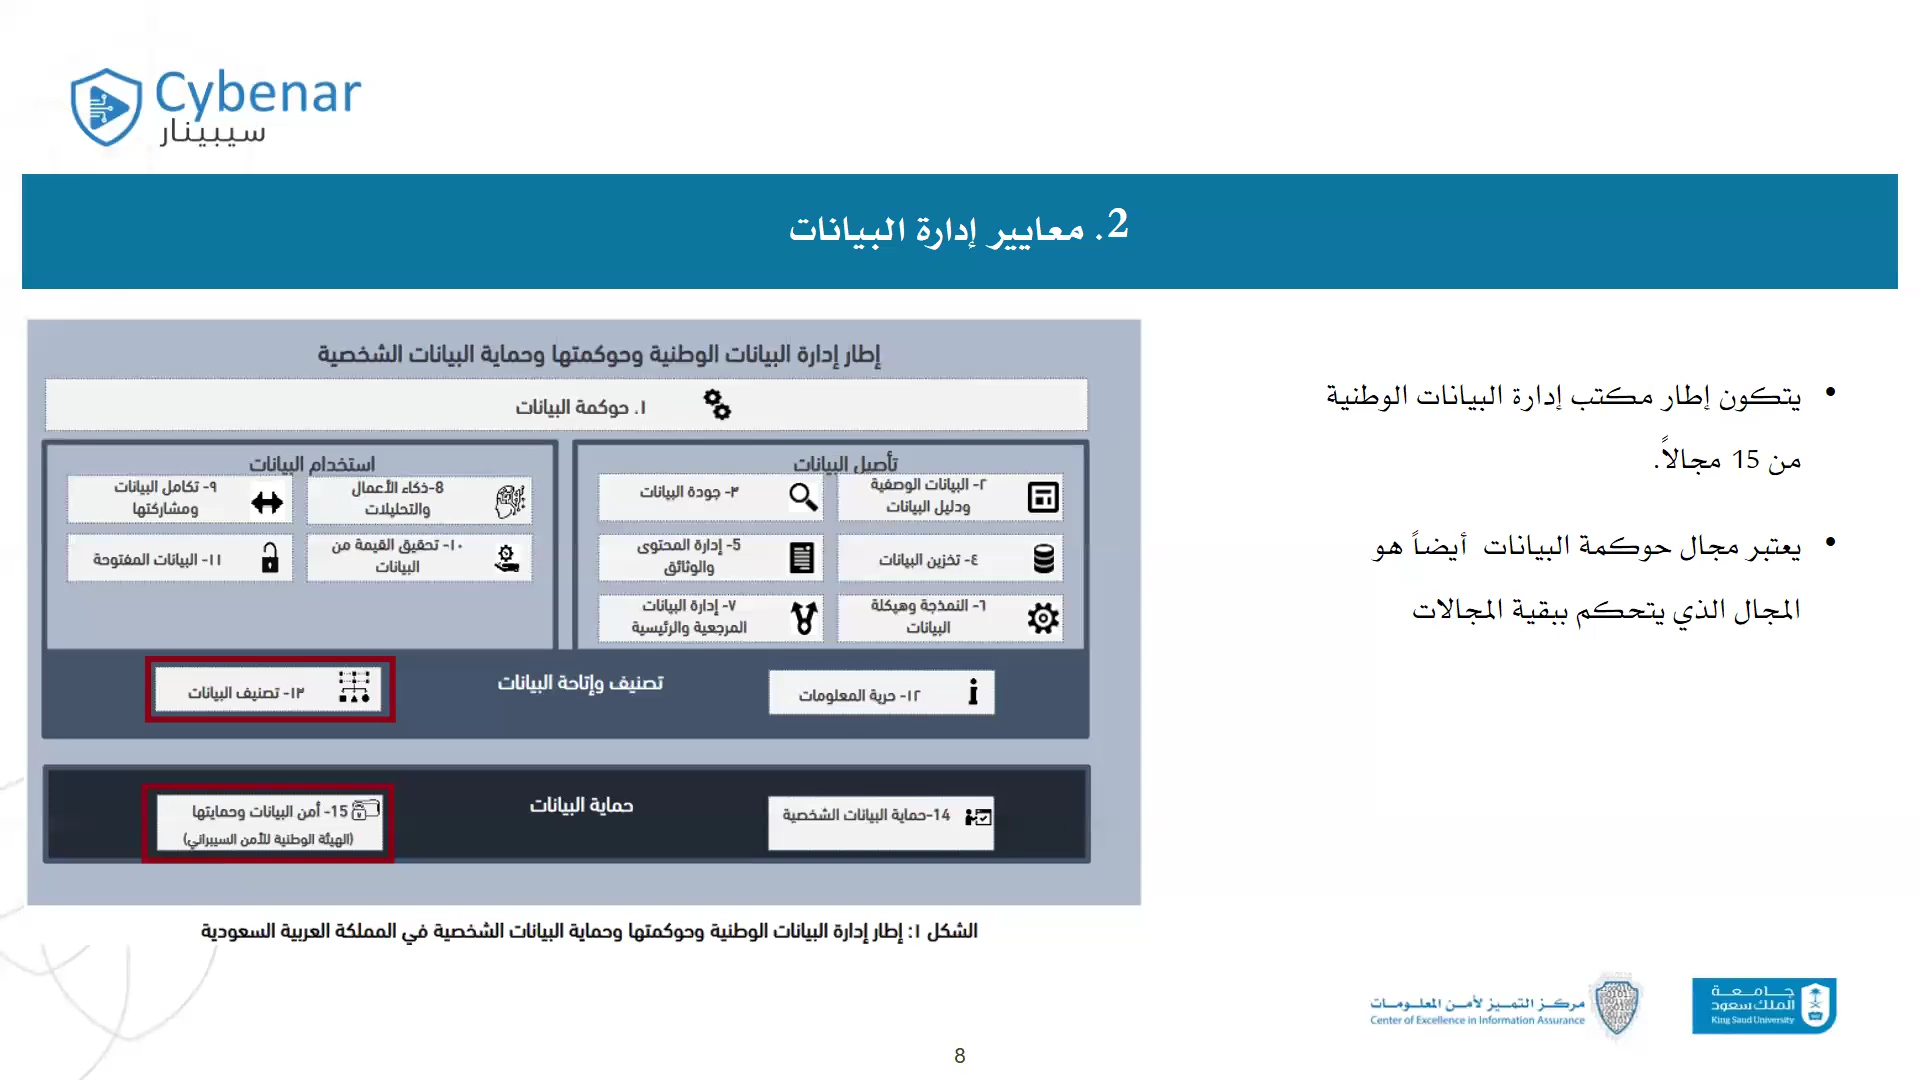 Cybenar
سيبينار
2. معايير إدارة البيانات
• يتكون إطار مكتب إدارة البيانات الوطنية
من 15 مجالاً.
• يعتبر مجال حوكمة البيانات أيضاً هو
المجال الذي يتحكم ببقية المجالات
إطار إدارة البيانات الوطنية وحوكمتها وحماية البيانات الشخصية
١. حوكمة البيانات
تأصيل البيانات
٢- البيانات الوصفية
ودليل البيانات
٣- جودة البيانات
٤- تخزين البيانات
5- إدارة المحتوى
والوثائق
٦- النمذجة وهيكلة
البيانات
٧- إدارة البيانات
المرجعية والرئيسية
استخدام البيانات
8-ذكاء الأعمال
والتحليلات
٩- تكامل البيانات
ومشاركتها
١٠- تحقيق القيمة من
البيانات
١١- البيانات المفتوحة
تصنيف وإتاحة البيانات
١٢- حرية المعلومات
١٣- تصنيف البيانات
حماية البيانات
14-حماية البيانات الشخصية
15- أمن البيانات وحمايتها
(الهيئة الوطنية للأمن السيبراني)
الشكل ١: إطار إدارة البيانات الوطنية وحوكمتها وحماية البيانات الشخصية في المملكة العربية السعودية
مركز التميز لأمن المعلومات
Center of Excellence in Information Assurance
جامعة
الملك سعود
King Saud University
8